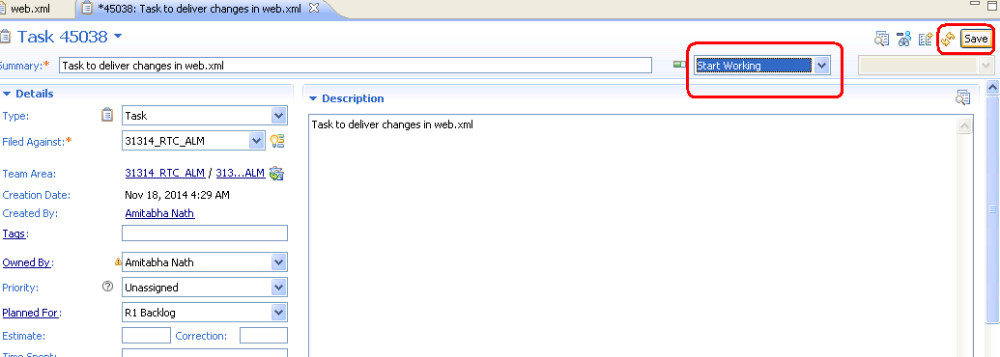 web.xml *45038: Task to deliver changes in web.xml
Task 45038 Save
Summary:* Task to deliver changes in web.xml Start Working
Details
Description
Type: Task
Task to deliver changes in web.xml
Filed Against:* 31314_RTC_ALM
Team Area: 31314_RTC_ALM / 313...ALM
Creation Date: Nov 18, 2014 4:29 AM
Created By: Amitabha Nath
Tags:
Owned By: Amitabha Nath
Priority: Unassigned
Planned For: R1 Backlog
Estimate: Correction:
Time Spent: